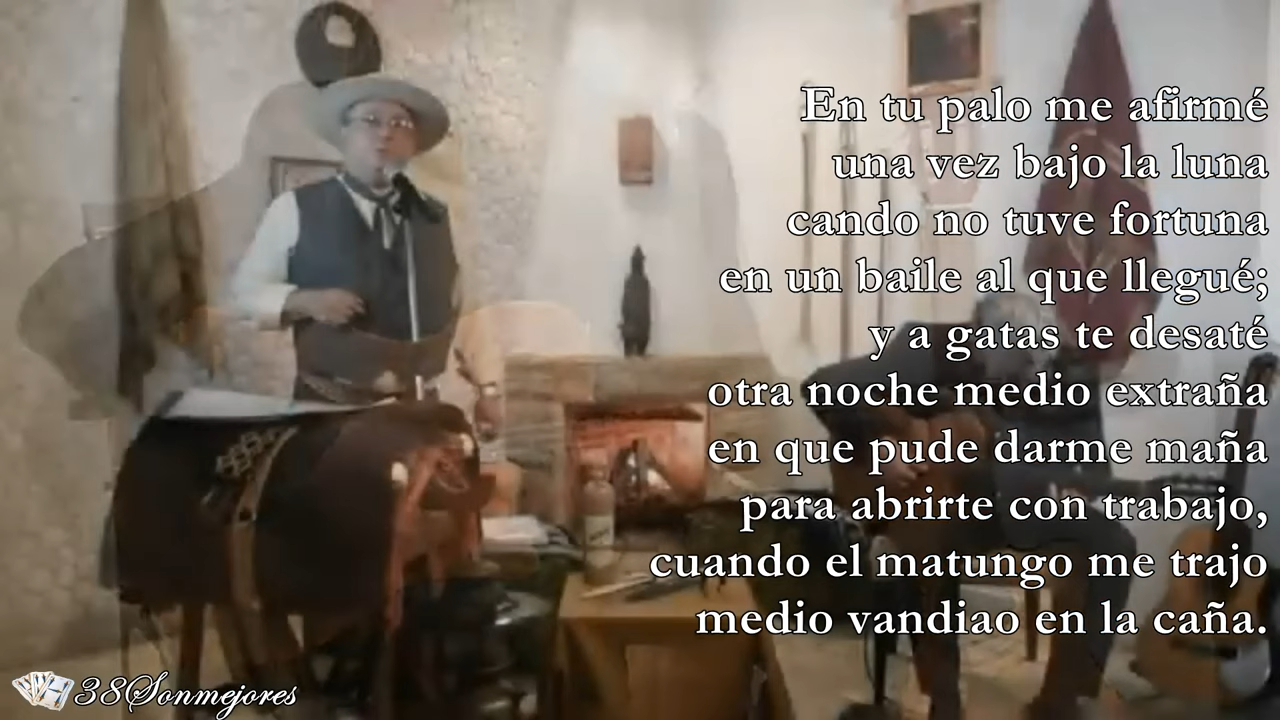 En tu palo me afirmé
una vez bajo la luna
cando no tuve fortuna
en un baile al que llegué;
y a gatas te desaté
otra noche medio extraña
en que pude darme maña
para abrirte con trabajo,
cuando el matungo me trajo
medio vandiao en la caña.
38Sonmejores